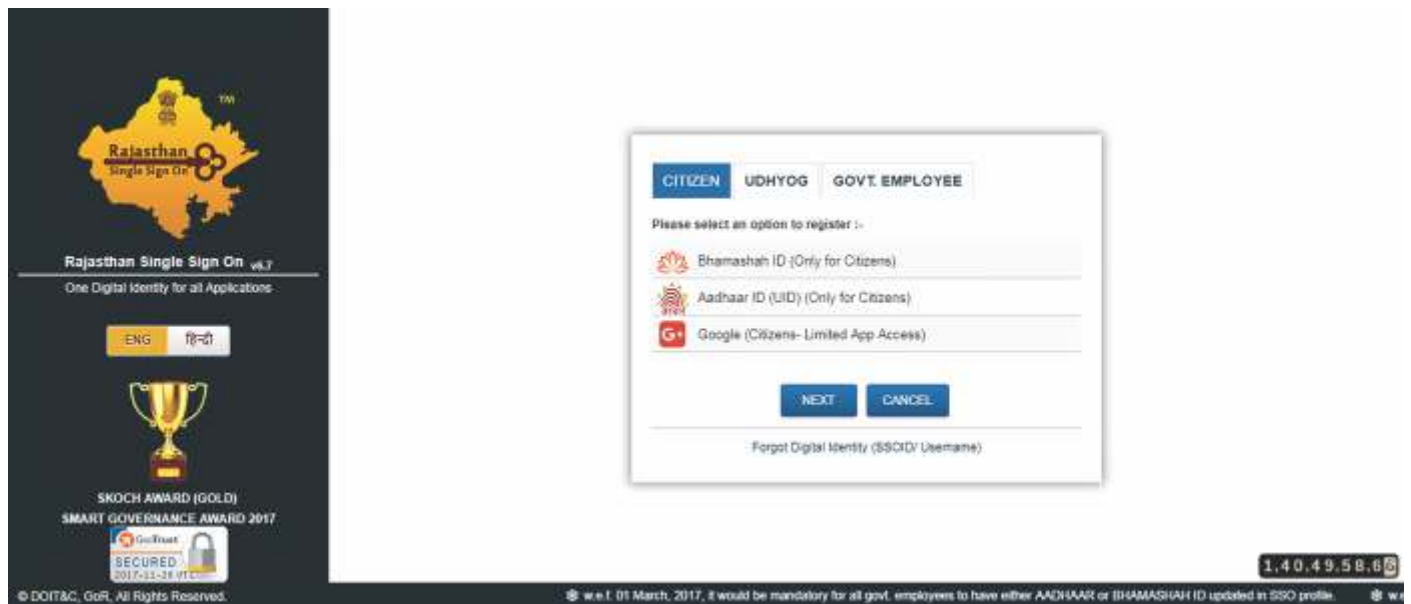 TM
Rajasthan
Single Sign On
Rajasthan Single Sign On v6.7
One Digital Identity for all Applications
ENG हिन्दी
SKOCH AWARD (GOLD)
SMART GOVERNANCE AWARD 2017
SECURED
2017-11-28
© DOIT&C, GoR, All Rights Reserved.
CITIZEN UDHYOG GOVT. EMPLOYEE
Please select an option to register :-
Bhamashah ID (Only for Citizens)
Aadhaar ID (UID) (Only for Citizens)
G+ Google (Citizens- Limited App Access)
NEXT CANCEL
Forgot Digital Identity (SSOID/ Username)
1,40,49,58,6
w.e.f. 01 March, 2017, it would be mandatory for all govt. employees to have either AADHAAR or BHAMASHAH ID updated in SSO profile. w.e